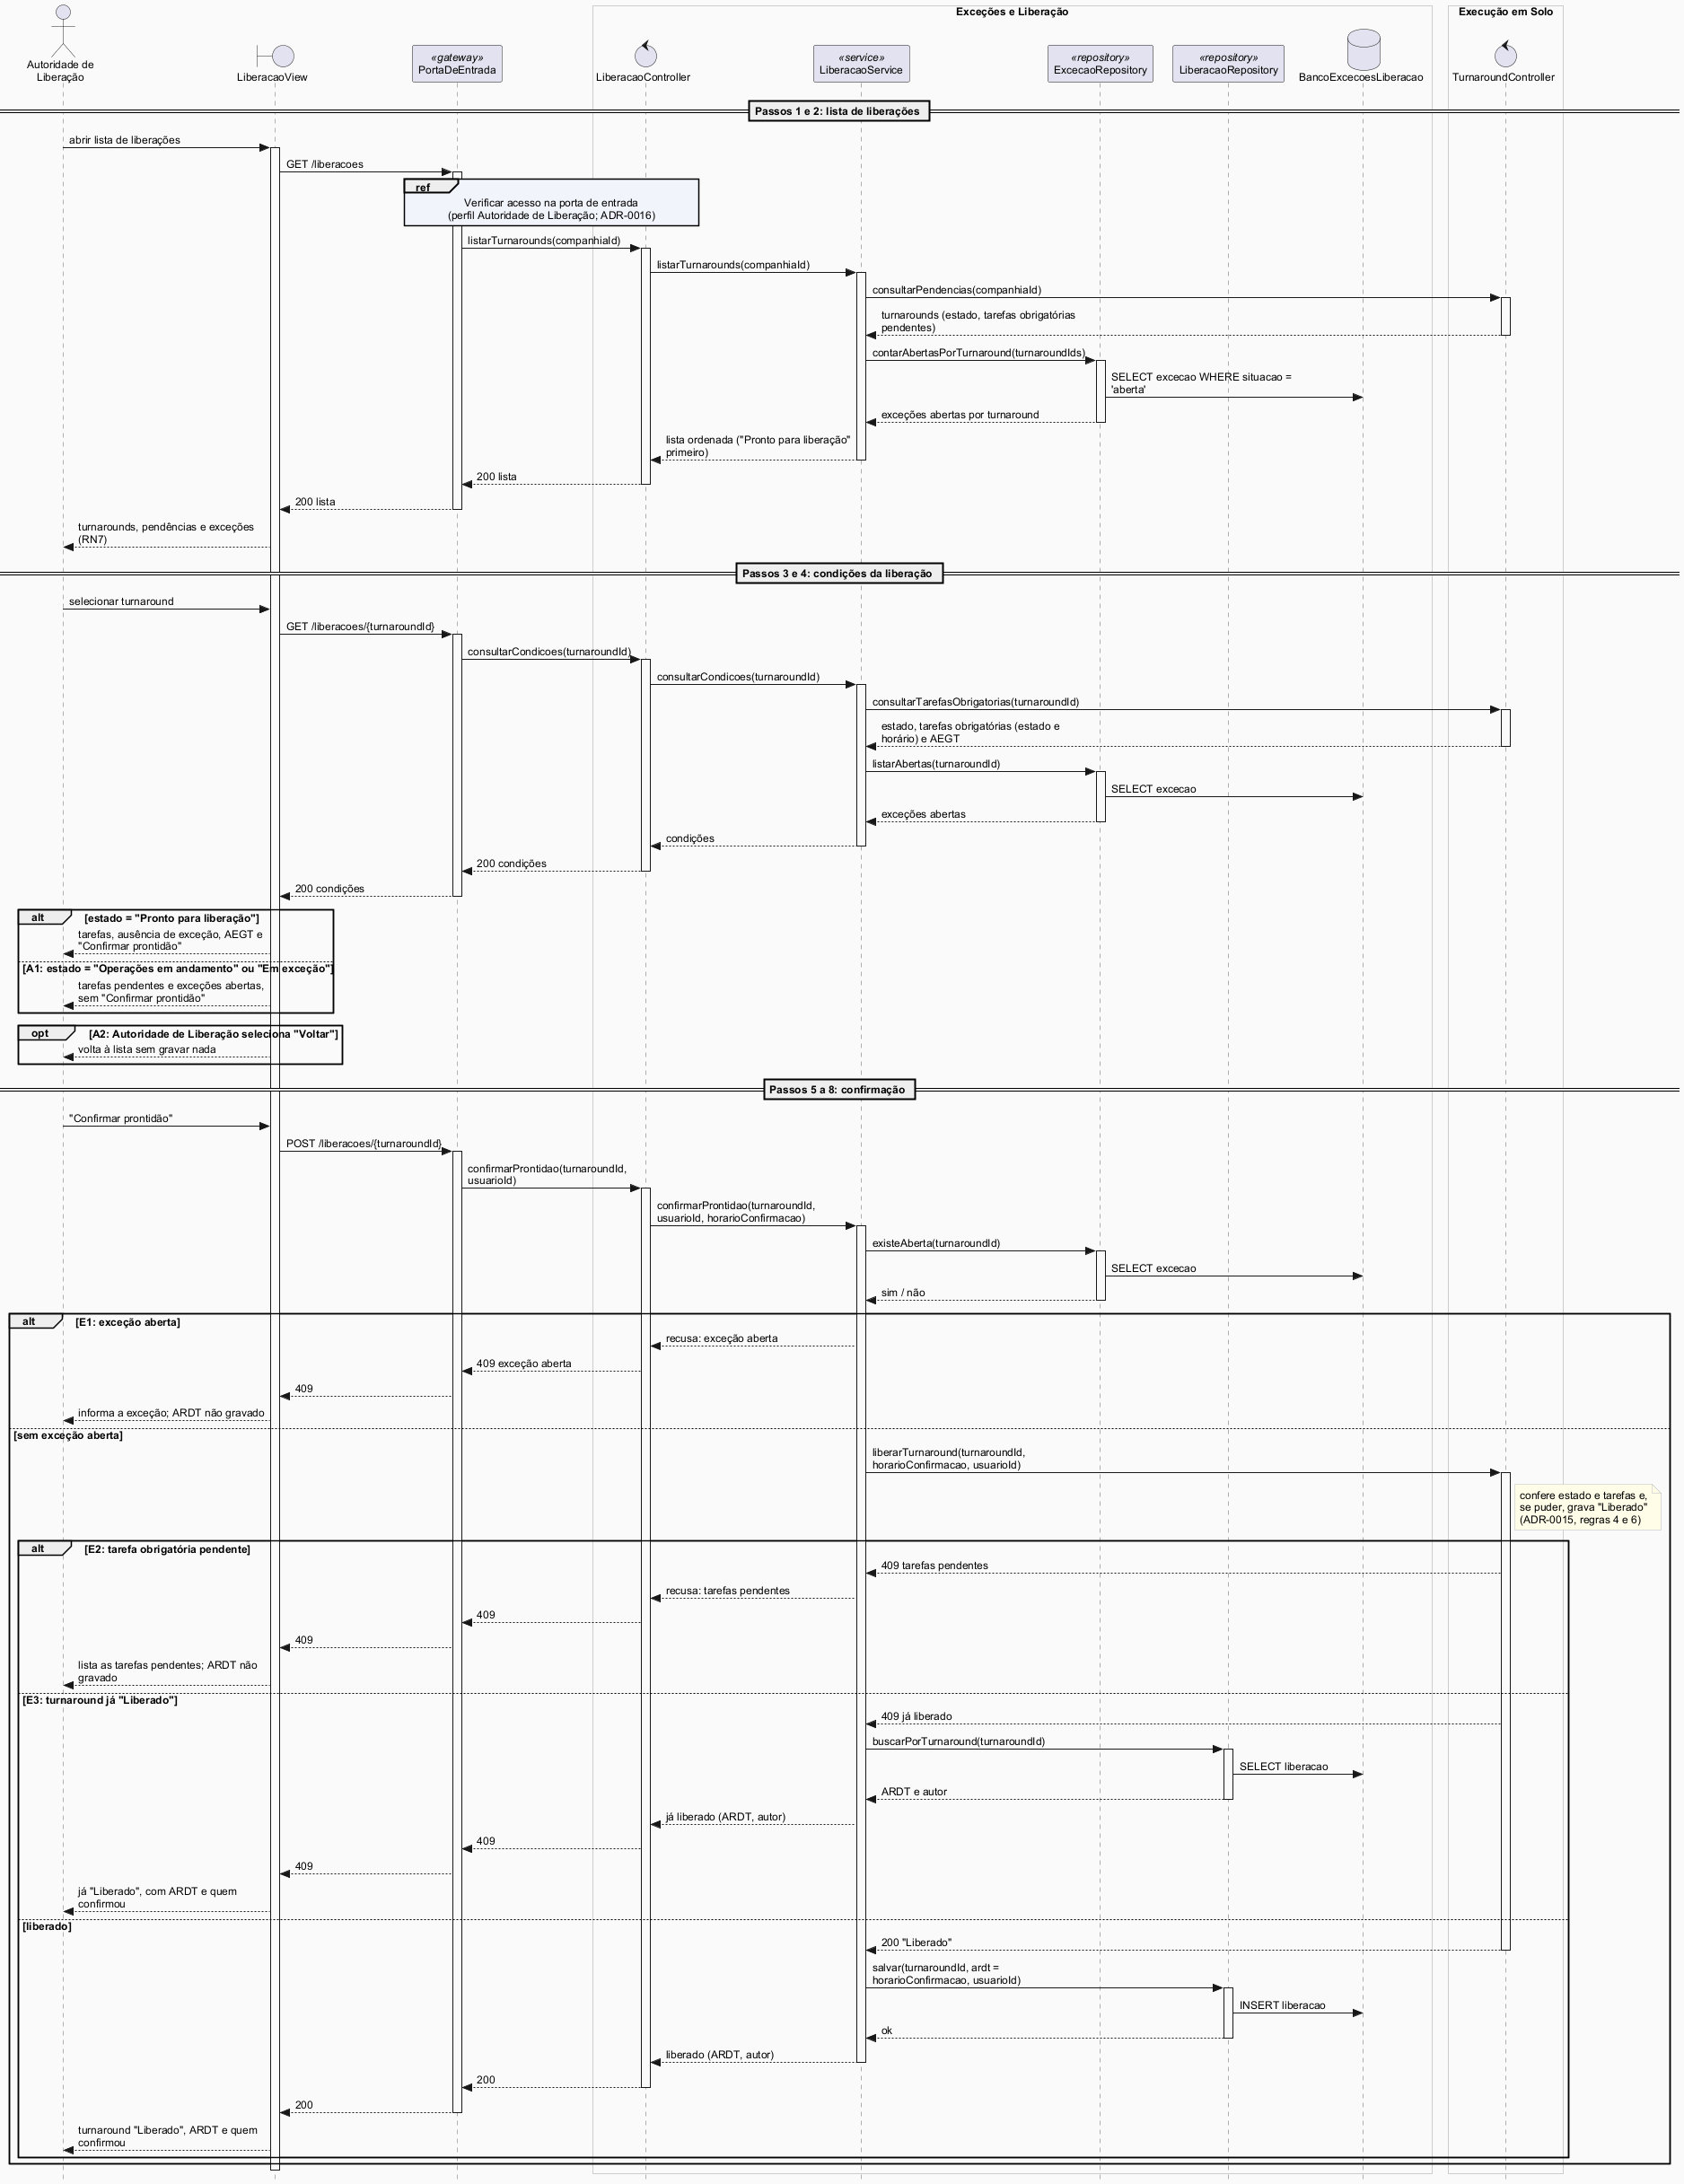 Exceções e Liberação
Execução em Solo
Autoridade de
Liberação
LiberacaoView
«gateway»
PortaDeEntrada
LiberacaoController
«service»
LiberacaoService
«repository»
ExcecaoRepository
«repository»
LiberacaoRepository
BancoExcecoesLiberacao
TurnaroundController
Passos 1 e 2: lista de liberações
abrir lista de liberações
GET /liberacoes
ref
Verificar acesso na porta de entrada
(perfil Autoridade de Liberação; ADR-0016)
listarTurnarounds(companhiaId)
listarTurnarounds(companhiaId)
consultarPendencias(companhiaId)
turnarounds (estado, tarefas obrigatórias
pendentes)
contarAbertasPorTurnaround(turnaroundIds)
SELECT excecao WHERE situacao =
'aberta'
exceções abertas por turnaround
lista ordenada ("Pronto para liberação"
primeiro)
200 lista
200 lista
turnarounds, pendências e exceções
(RN7)
Passos 3 e 4: condições da liberação
selecionar turnaround
GET /liberacoes/{turnaroundId}
consultarCondicoes(turnaroundId)
consultarCondicoes(turnaroundId)
consultarTarefasObrigatorias(turnaroundId)
estado, tarefas obrigatórias (estado e
horário) e AEGT
listarAbertas(turnaroundId)
SELECT excecao
exceções abertas
condições
200 condições
200 condições
alt
[estado = "Pronto para liberação"]
tarefas, ausência de exceção, AEGT e
"Confirmar prontidão"
[A1: estado = "Operações em andamento" ou "Em exceção"]
tarefas pendentes e exceções abertas,
sem "Confirmar prontidão"
opt
[A2: Autoridade de Liberação seleciona "Voltar"]
volta à lista sem gravar nada
Passos 5 a 8: confirmação
"Confirmar prontidão"
POST /liberacoes/{turnaroundId}
confirmarProntidao(turnaroundId,
usuarioId)
confirmarProntidao(turnaroundId,
usuarioId, horarioConfirmacao)
existeAberta(turnaroundId)
SELECT excecao
sim / não
alt
[E1: exceção aberta]
recusa: exceção aberta
409 exceção aberta
409
informa a exceção; ARDT não gravado
[sem exceção aberta]
liberarTurnaround(turnaroundId,
horarioConfirmacao, usuarioId)
confere estado e tarefas e,
se puder, grava "Liberado"
(ADR-0015, regras 4 e 6)
alt
[E2: tarefa obrigatória pendente]
409 tarefas pendentes
recusa: tarefas pendentes
409
409
lista as tarefas pendentes; ARDT não
gravado
[E3: turnaround já "Liberado"]
409 já liberado
buscarPorTurnaround(turnaroundId)
SELECT liberacao
ARDT e autor
já liberado (ARDT, autor)
409
409
já "Liberado", com ARDT e quem
confirmou
[liberado]
200 "Liberado"
salvar(turnaroundId, ardt =
horarioConfirmacao, usuarioId)
INSERT liberacao
ok
liberado (ARDT, autor)
200
200
turnaround "Liberado", ARDT e quem
confirmou